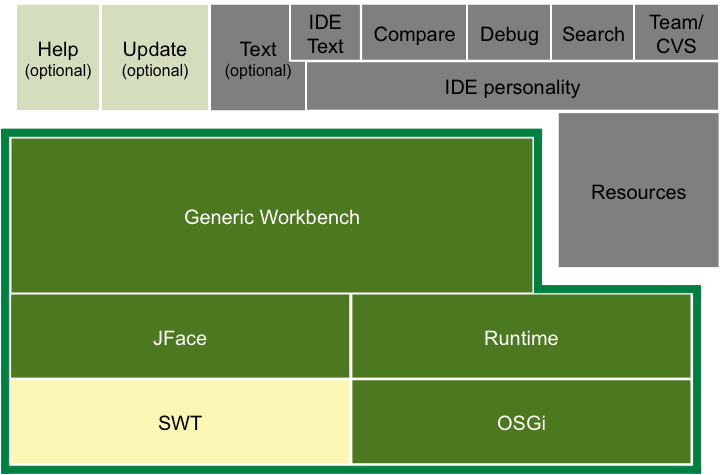 Help
(optional)
Update
(optional)
Text
(optional)
IDE
Text
Compare
Debug
Search
Team/
CVS
IDE personality
Resources
Generic Workbench
JFace
Runtime
SWT
OSGi